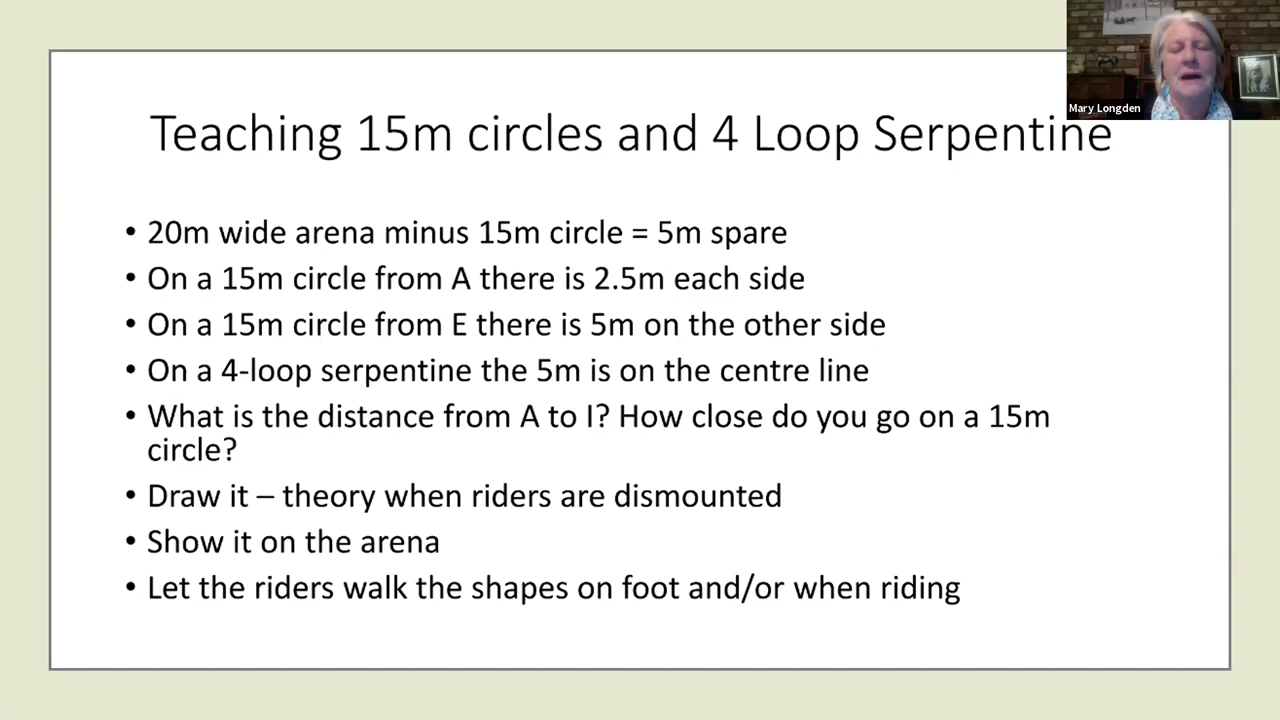 Mary Longden
Teaching 15m circles and 4 Loop Serpentine
• 20m wide arena minus 15m circle = 5m spare
• On a 15m circle from A there is 2.5m each side
• On a 15m circle from E there is 5m on the other side
• On a 4-loop serpentine the 5m is on the centre line
• What is the distance from A to I? How close do you go on a 15m
circle?
• Draw it – theory when riders are dismounted
• Show it on the arena
• Let the riders walk the shapes on foot and/or when riding